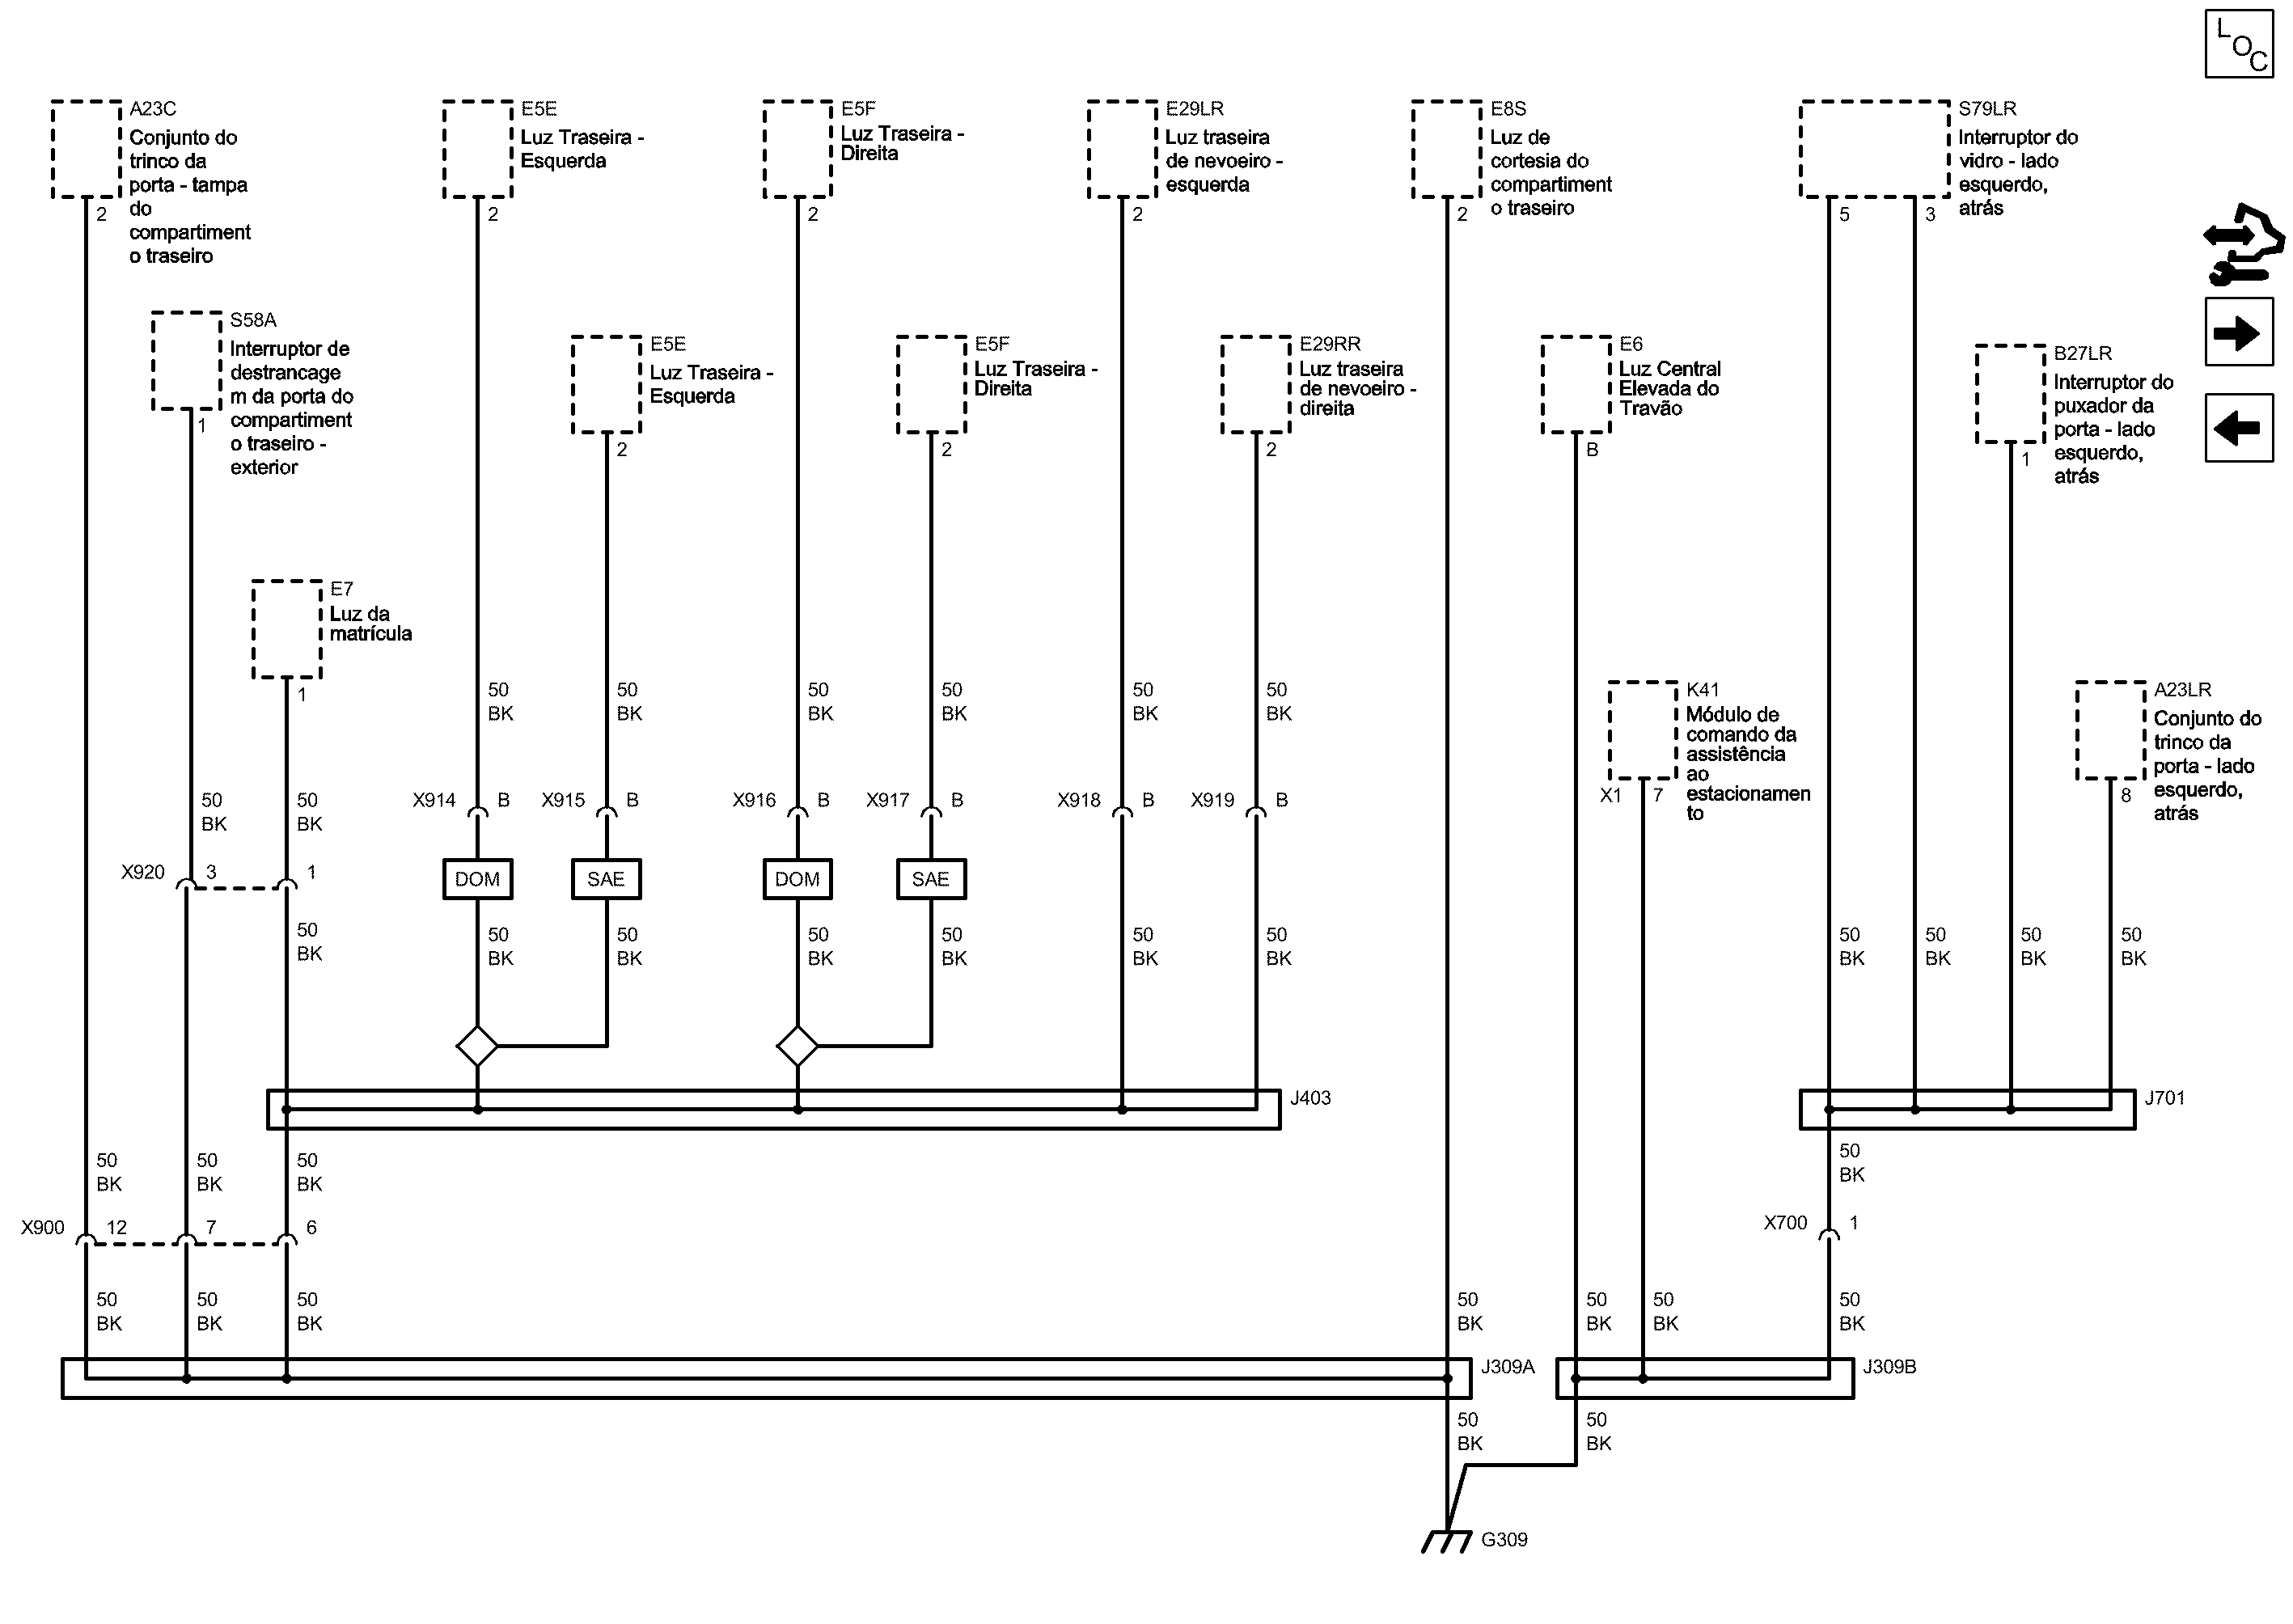 L
O
C
A23C
Conjunto do
trinco da
porta - tampa
do
compartiment
o traseiro
2
E5E
Luz Traseira -
Esquerda
2
E5F
Luz Traseira -
Direita
2
E29LR
Luz traseira
de nevoeiro -
esquerda
2
E8S
Luz de
cortesia do
compartiment
o traseiro
2
S79LR
Interruptor do
vidro - lado
esquerdo,
atrás
5
3
S58A
Interruptor de
destrancage
m da porta do
compartiment
o traseiro -
exterior
1
E5E
Luz Traseira -
Esquerda
2
E5F
Luz Traseira -
Direita
2
E29RR
Luz traseira
de nevoeiro -
direita
2
E6
Luz Central
Elevada do
Travão
B
B27LR
Interruptor do
puxador da
porta - lado
esquerdo,
atrás
1
E7
Luz da
matrícula
1
K41
Módulo de
comando da
assistência
ao
estacionamen
to
X1 7
A23LR
Conjunto do
trinco da
porta - lado
esquerdo,
atrás
8
50 50 50 50 50 50
BK BK BK BK BK BK
50 50
BK BK
X914 B X915 B X916 B X917 B X918 B X919 B
X920 3 1
DOM SAE DOM SAE
50
BK
50 50 50 50 50 50 50 50 50 50
BK BK BK BK BK BK BK BK BK BK
J403
J701
50 50 50
BK BK BK
50
BK
X900 12 7 6
X700 1
50 50 50 50 50 50 50
BK BK BK BK BK BK BK
J309A
J309B
50 50
BK BK
G309